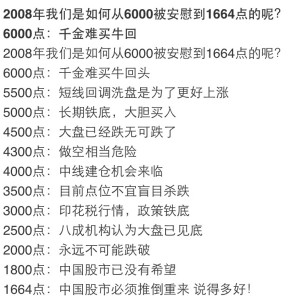 2008年我们是如何从6000被安慰到1664点的呢?
6000点：千金难买牛回
2008年我们是如何从6000被安慰到1664点的呢?
6000点：千金难买牛回头
5500点：短线回调洗盘是为了更好上涨
5000点：长期铁底，大胆买入
4500点：大盘已经跌无可跌了
4300点：做空相当危险
4000点：中线建仓机会来临
3500点：目前点位不宜盲目杀跌
3000点：印花税行情，政策铁底
2500点：八成机构认为大盘已见底
2000点：永远不可能跌破
1800点：中国股市已没有希望
1664点：中国股市必须推倒重来 说得多好!